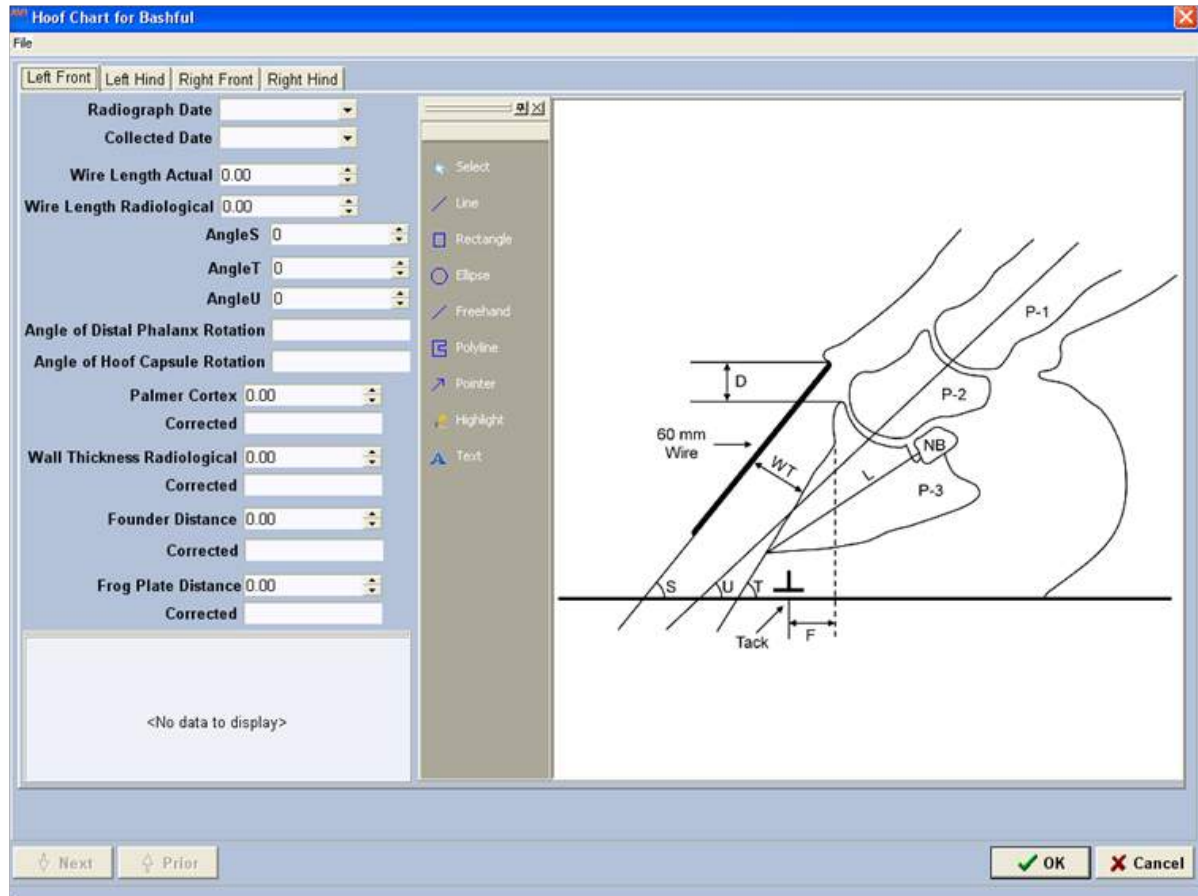 Hoof Chart for Bashful
File
Left Front Left Hind Right Front Right Hind
Radiograph Date
Collected Date
Wire Length Actual 0.00
Wire Length Radiological 0.00
AngleS 0
AngleT 0
AngleU 0
Angle of Distal Phalanx Rotation
Angle of Hoof Capsule Rotation
Palmer Cortex 0.00
Corrected
Wall Thickness Radiological 0.00
Corrected
Founder Distance 0.00
Corrected
Frog Plate Distance 0.00
Corrected
<No data to display>
Select
Line
Rectangle
Ellipse
Freehand
Polyline
Pointer
Highlight
A Text
P-1
D
P-2
60 mm
Wire
NB
WT
L
P-3
S
U
T
Tack
F
Next
Prior
OK
Cancel